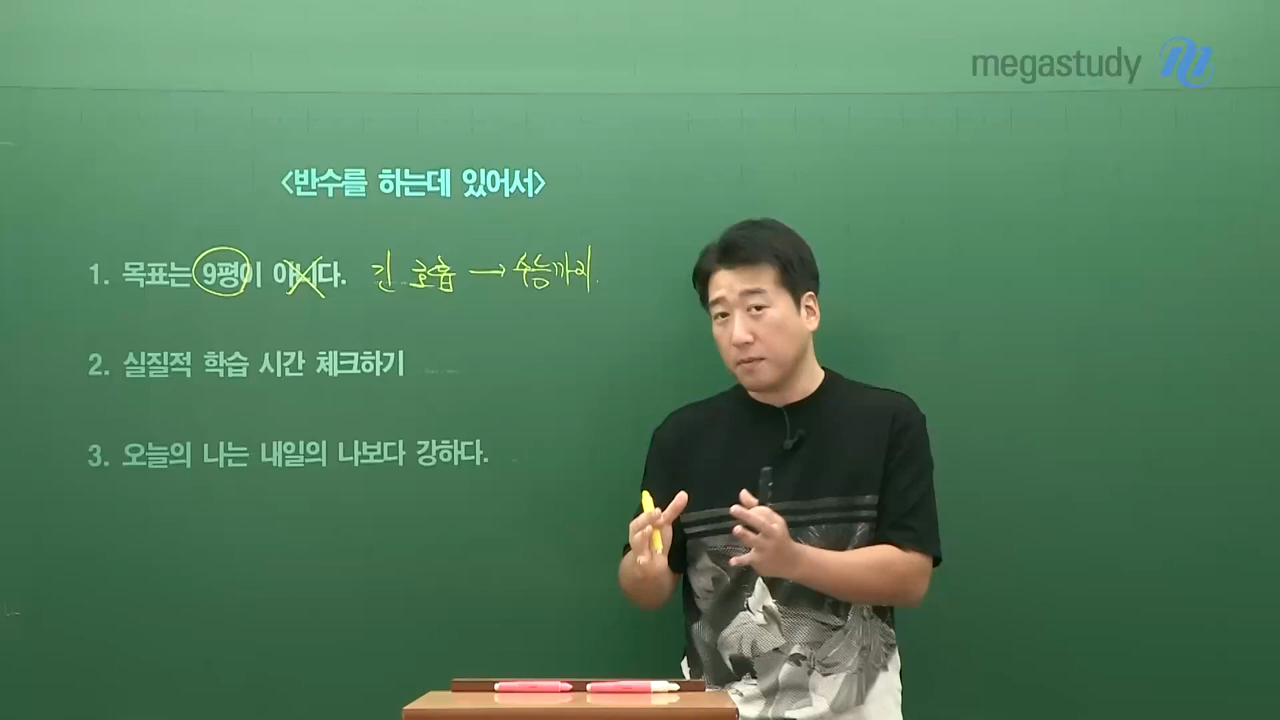 megastudy
<반수를 하는데 있어서>
1. 목표는 9평이 아니다. 긴 호흡 → 수능까지
2. 실질적 학습 시간 체크하기
3. 오늘의 나는 내일의 나보다 강하다.